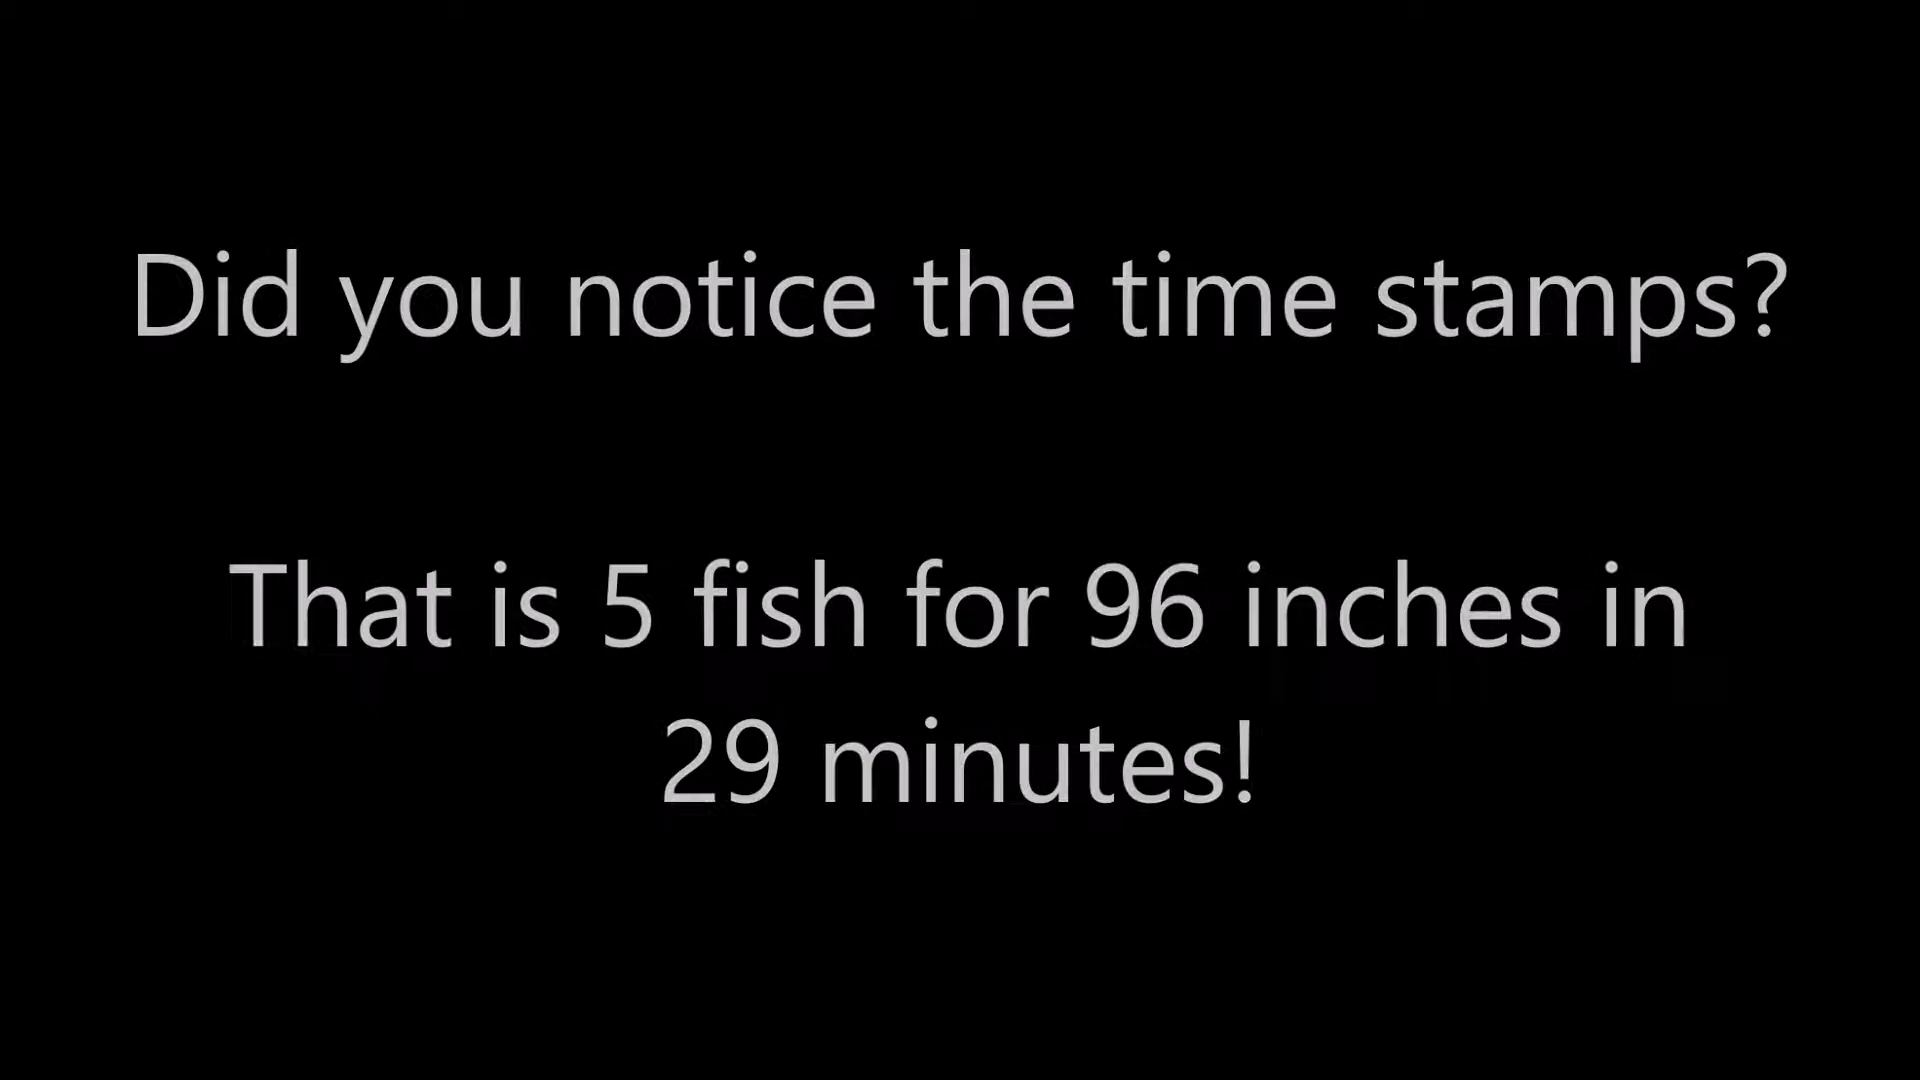 Did you notice the time stamps?
That is 5 fish for 96 inches in
29 minutes!